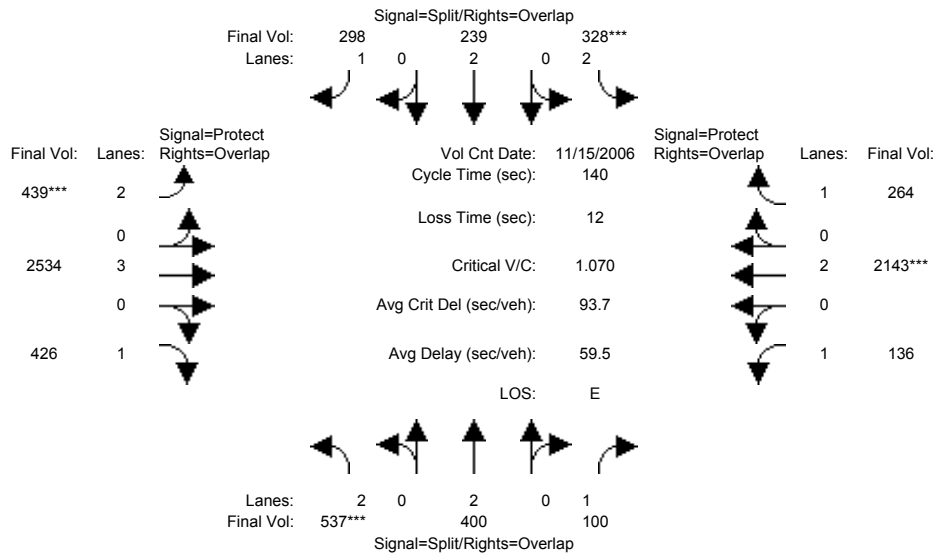 Signal=Split/Rights=Overlap
Final Vol: 298 239 328***
Lanes: 1 0 2 0 2
Signal=Protect Signal=Protect
Final Vol: Lanes: Rights=Overlap Vol Cnt Date: 11/15/2006 Rights=Overlap Lanes: Final Vol:
Cycle Time (sec): 140
439*** 2 1 264
Loss Time (sec): 12
0 0
2534 3 Critical V/C: 1.070 2 2143***
0 Avg Crit Del (sec/veh): 93.7 0
426 1 Avg Delay (sec/veh): 59.5 1 136
LOS: E
Lanes: 2 0 2 0 1
Final Vol: 537*** 400 100
Signal=Split/Rights=Overlap